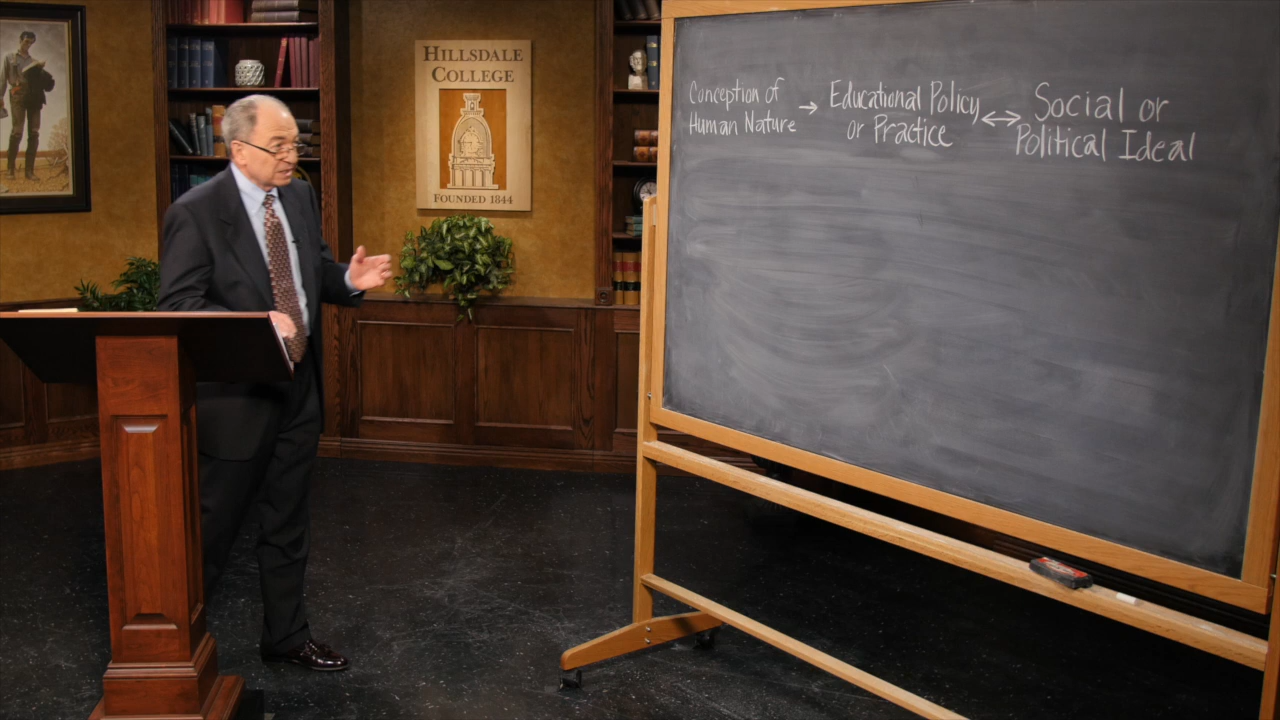 HILLSDALE
COLLEGE
FOUNDED 1844
Conception of
Human Nature
→
Educational Policy
or Practice
↔
Social or
Political Ideal